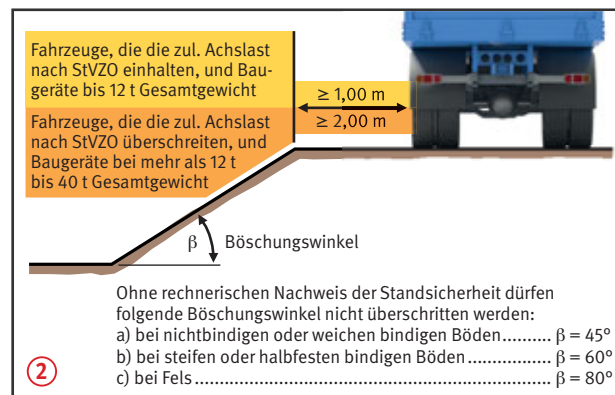 Fahrzeuge, die die zul. Achslast
nach StVZO einhalten, und Bau-
geräte bis 12 t Gesamtgewicht
≥ 1,00 m
Fahrzeuge, die die zul. Achslast
nach StVZO überschreiten, und
Baugeräte bei mehr als 12 t
bis 40 t Gesamtgewicht
≥ 2,00 m
β Böschungswinkel
Ohne rechnerischen Nachweis der Standsicherheit dürfen
folgende Böschungswinkel nicht überschritten werden:
a) bei nichtbindigen oder weichen bindigen Böden.......... β = 45°
b) bei steifen oder halbfesten bindigen Böden ................. β = 60°
c) bei Fels........................................................................ β = 80°
2